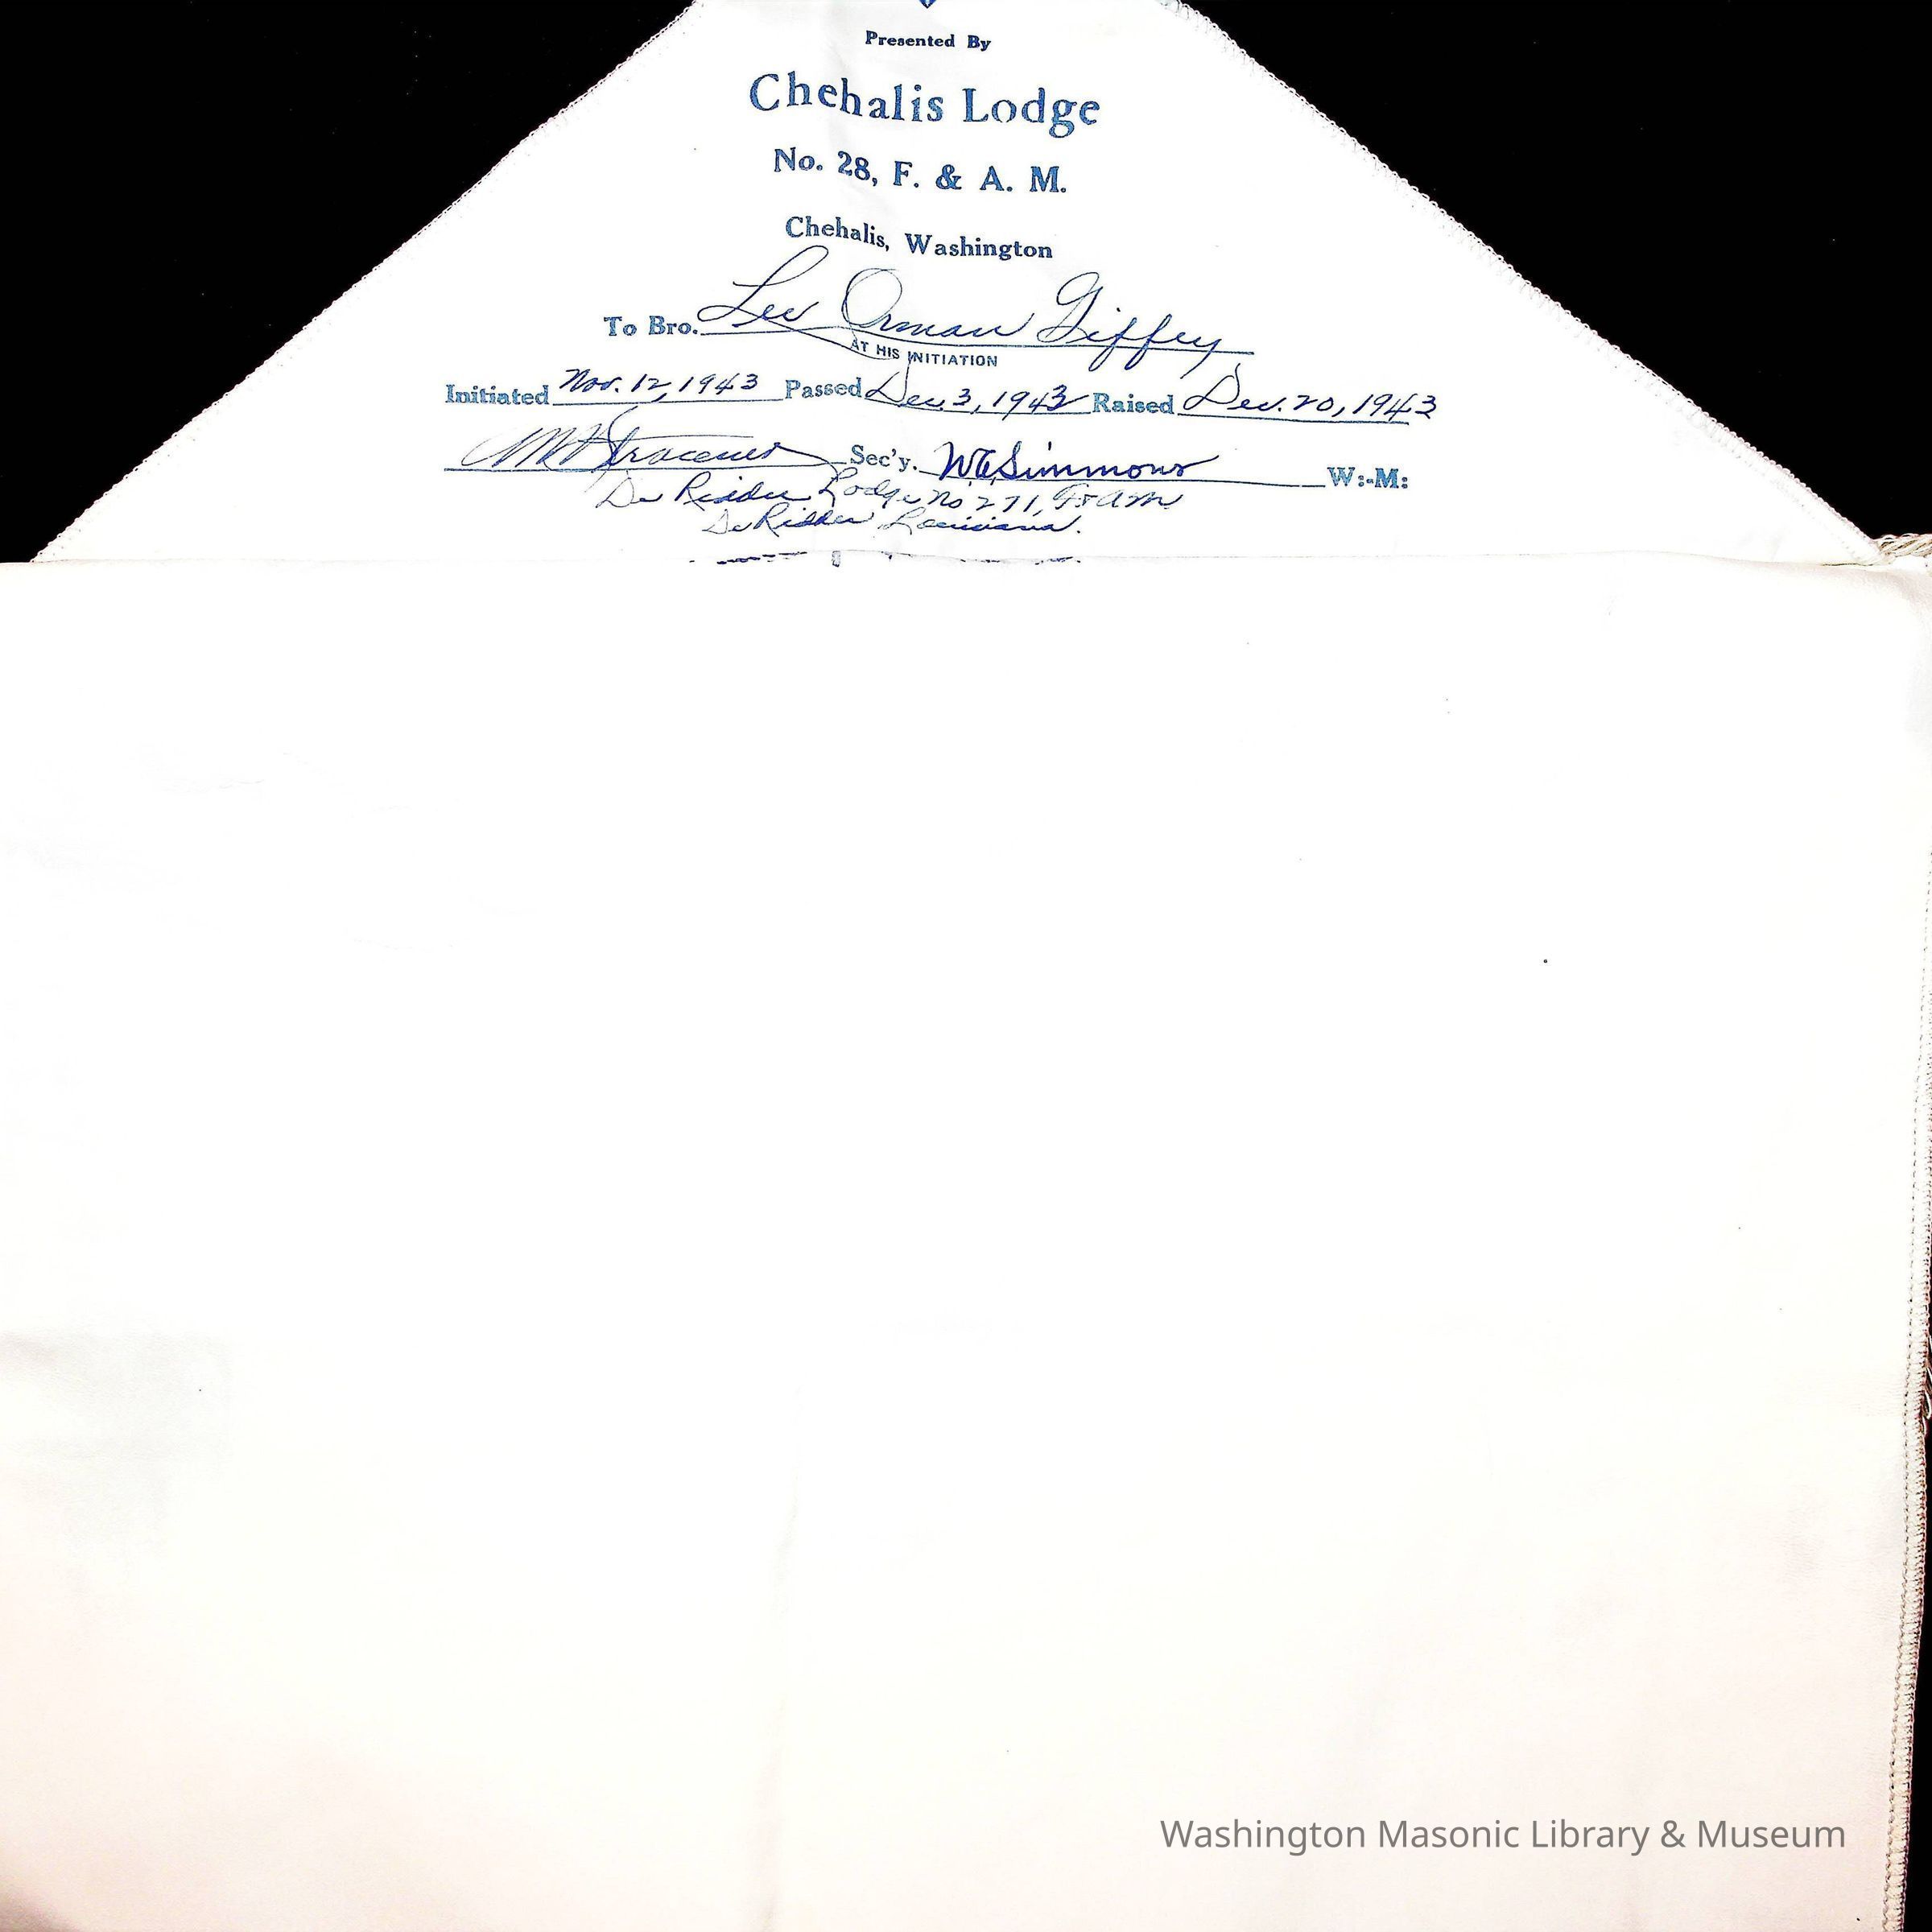 Presented By
Chehalis Lodge
No. 28, F. & A. M.
Chehalis, Washington
To Bro. Lee Orman Giffey
AT HIS INITIATION
Initiated Nov. 12, 1943 Passed Dec. 3, 1943 Raised Dec. 20, 1943
Sec'y. W E Simmons W:-M:
De Ridder Lodge No 271, F&AM
De Ridder, Louisiana.
Washington Masonic Library & Museum